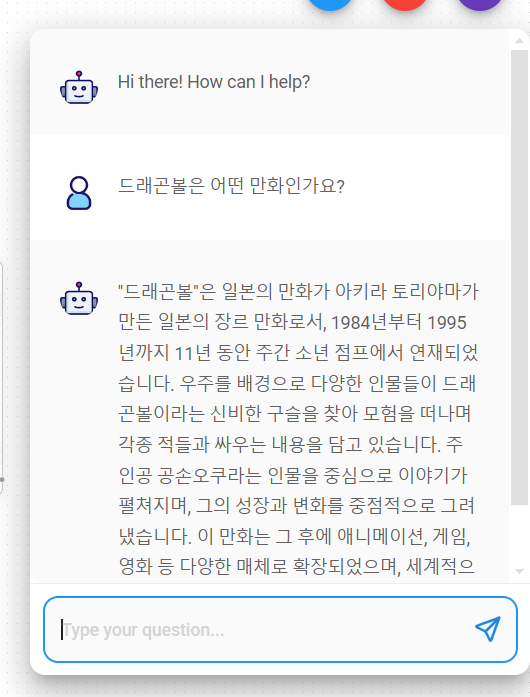 Hi there! How can I help?
드래곤볼은 어떤 만화인가요?
"드래곤볼"은 일본의 만화가 아키라 토리야마가
만든 일본의 장르 만화로서, 1984년부터 1995
년까지 11년 동안 주간 소년 점프에서 연재되었
습니다. 우주를 배경으로 다양한 인물들이 드래
곤볼이라는 신비한 구슬을 찾아 모험을 떠나며
각종 적들과 싸우는 내용을 담고 있습니다. 주
인공 공손오쿠라는 인물을 중심으로 이야기가
펼쳐지며, 그의 성장과 변화를 중점적으로 그려
냈습니다. 이 만화는 그 후에 애니메이션, 게임,
영화 등 다양한 매체로 확장되었으며, 세계적으
Type your question...